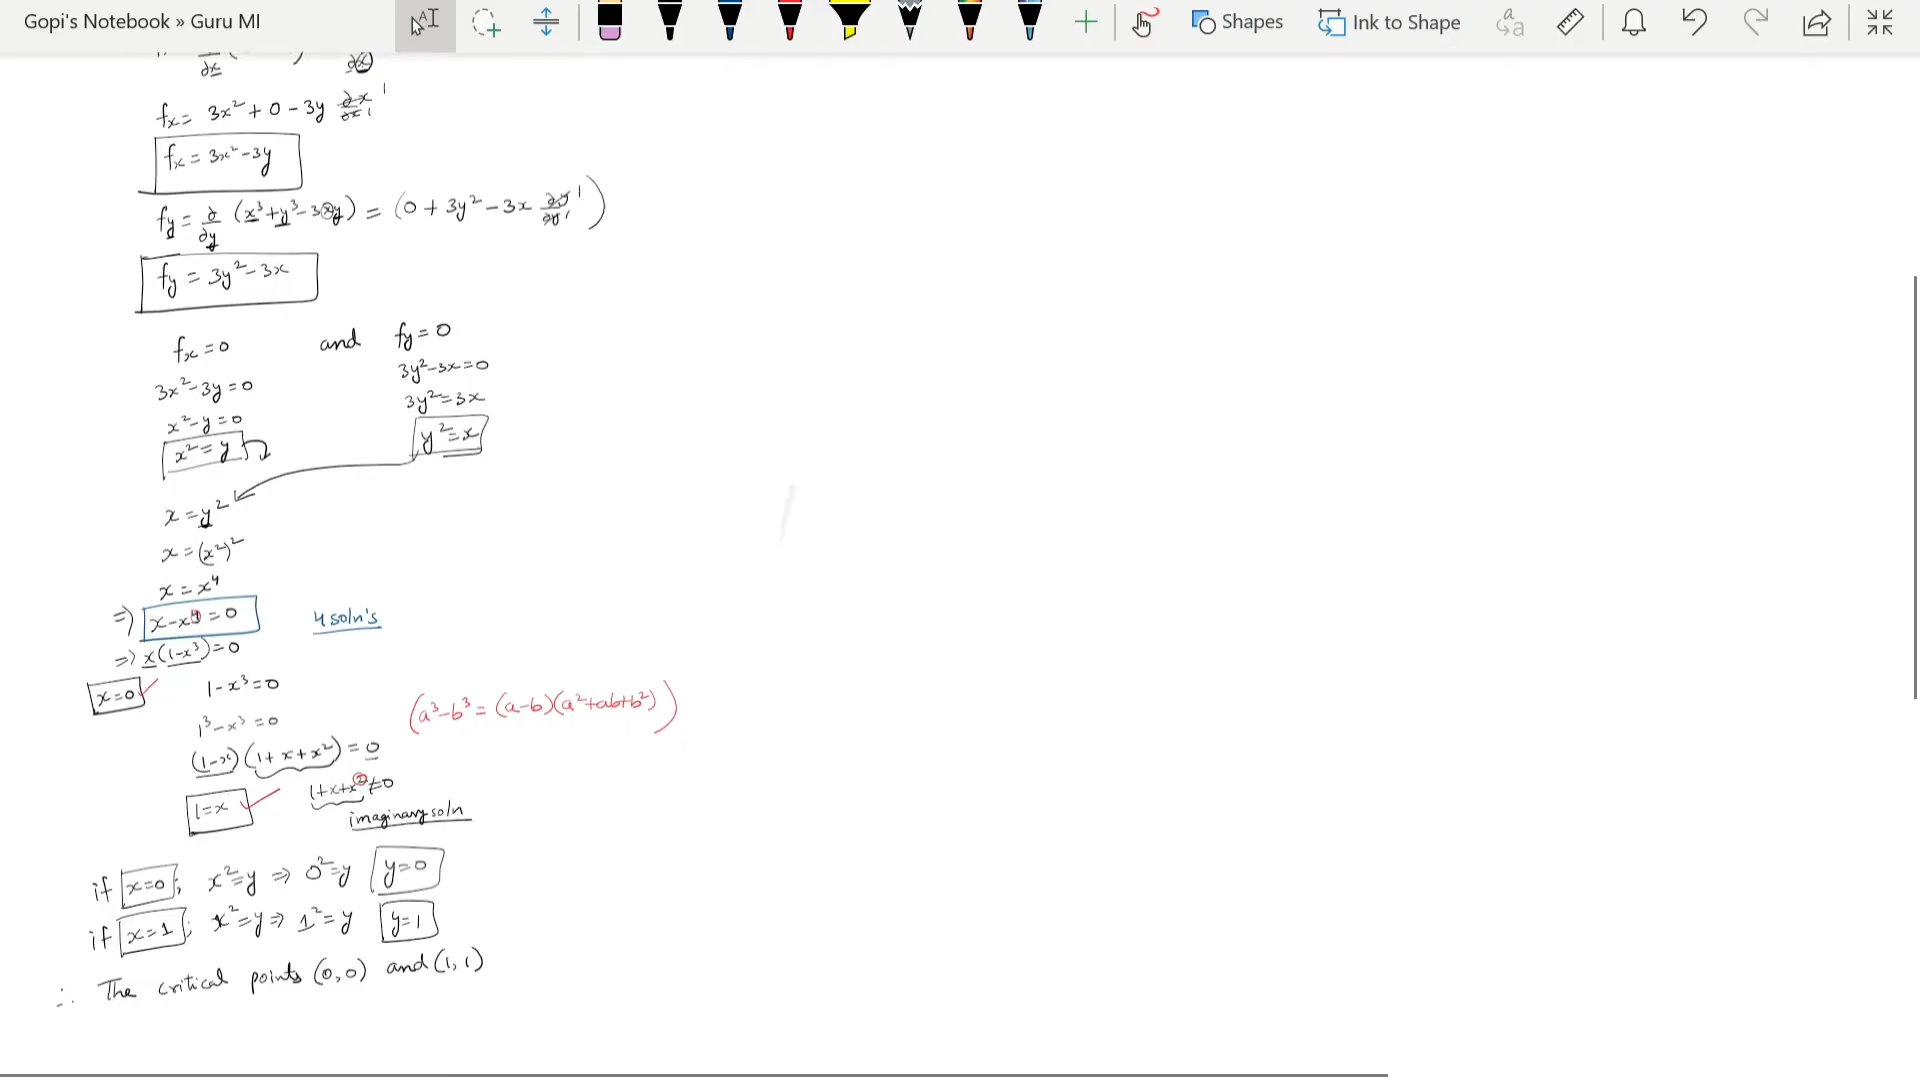 Gopi's Notebook » Guru MI
Shapes
Ink to Shape
∂x
fx = 3x² + 0 - 3y ∂x/∂x 1
fx = 3x² - 3y
fy = ∂/∂y (x³ + y³ - 3xy) = (0 + 3y² - 3x ∂y/∂y 1)
fy = 3y² - 3x
fx = 0 and fy = 0
3x² - 3y = 0 3y² - 3x = 0
x² - y = 0 3y² = 3x
x² = y y² = x
x = y²
x = (x²)²
x = x⁴
=> x - x⁴ = 0 4 soln's
=> x(1 - x³) = 0
x = 0 1 - x³ = 0
1³ - x³ = 0 (a³ - b³ = (a-b)(a² + ab + b²))
(1-x)(1 + x + x²) = 0
1 = x 1 + x + x² ≠ 0
imaginary soln
if x=0; x² = y => 0² = y y = 0
if x = 1; x² = y => 1² = y y = 1
∴ The critical points (0,0) and (1,1)